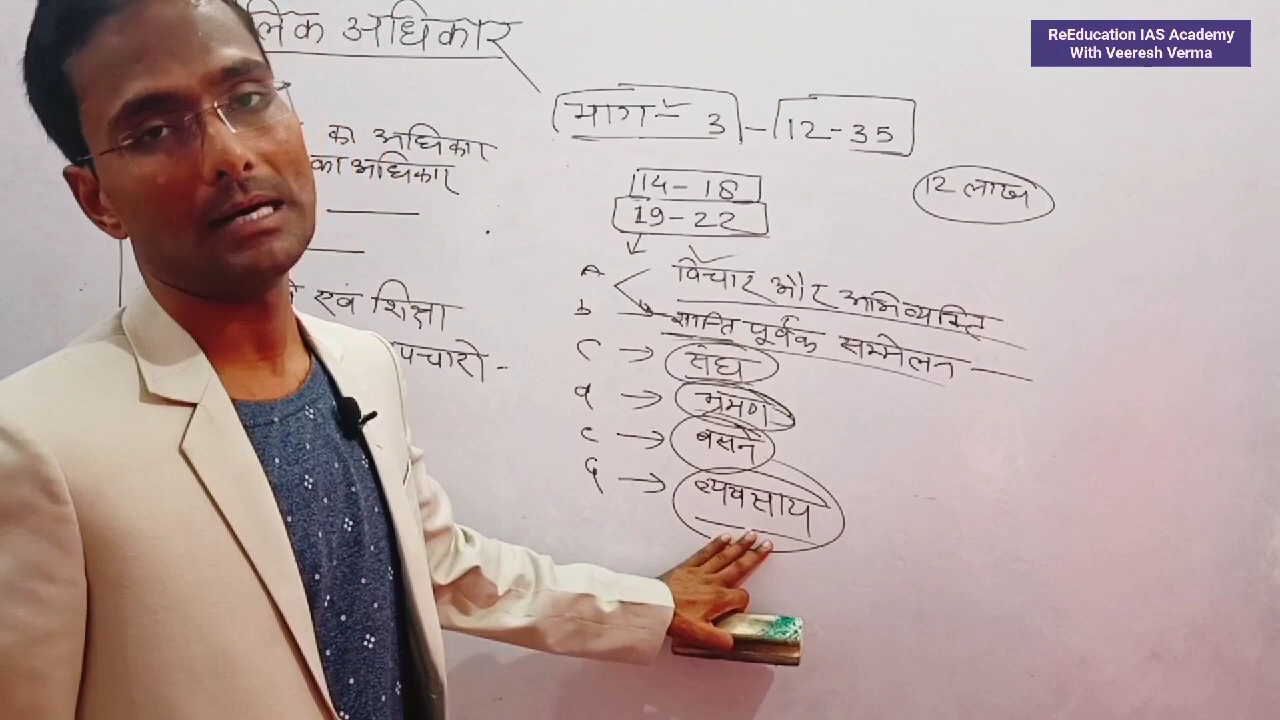 ReEducation IAS Academy
With Veeresh Verma
लिक अधिकार
भाग - 3 - 12-35
का अधिकार
का अधिकार
14-18
19-22
12 लाख
A विचार और अभिव्यक्ति
b शान्ति पूर्वक सम्मेलन
c → संघ
d → भ्रमण
e → बसने
→ व्यवसाय
एवं शिक्षा
पचारो -